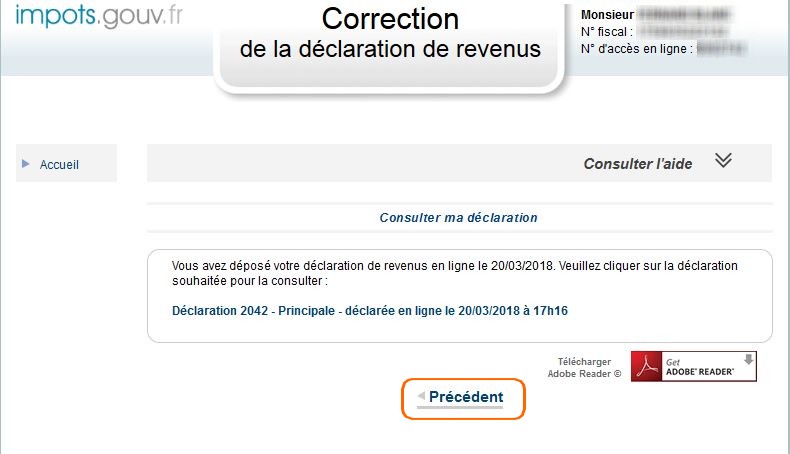 impots.gouv.fr
Correction
de la déclaration de revenus
Monsieur
N° fiscal :
N° d'accès en ligne :
Accueil
Consulter l'aide
Consulter ma déclaration
Vous avez déposé votre déclaration de revenus en ligne le 20/03/2018. Veuillez cliquer sur la déclaration
souhaitée pour la consulter :
Déclaration 2042 - Principale - déclarée en ligne le 20/03/2018 à 17h16
Télécharger
Adobe Reader ©
Get
ADOBE® READER®
Précédent